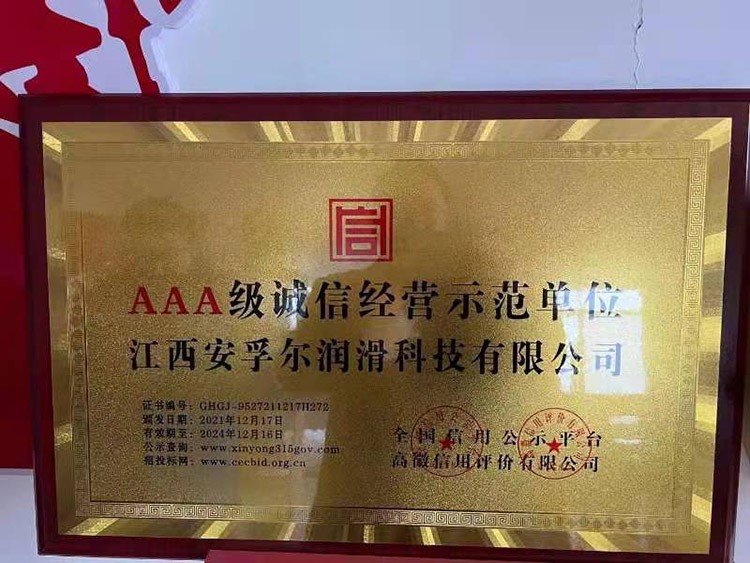 AAA级诚信经营示范单位
江西安孚尔润滑科技有限公司
证书编号：GHGJ-9527211217H272
颁发日期：2021年12月17日
有效期至：2024年12月16日
公示查询：www.xinyong315gov.com
招投标网：www.cecbid.org.cn
全国信用公示平台
高徽信用评价有限公司